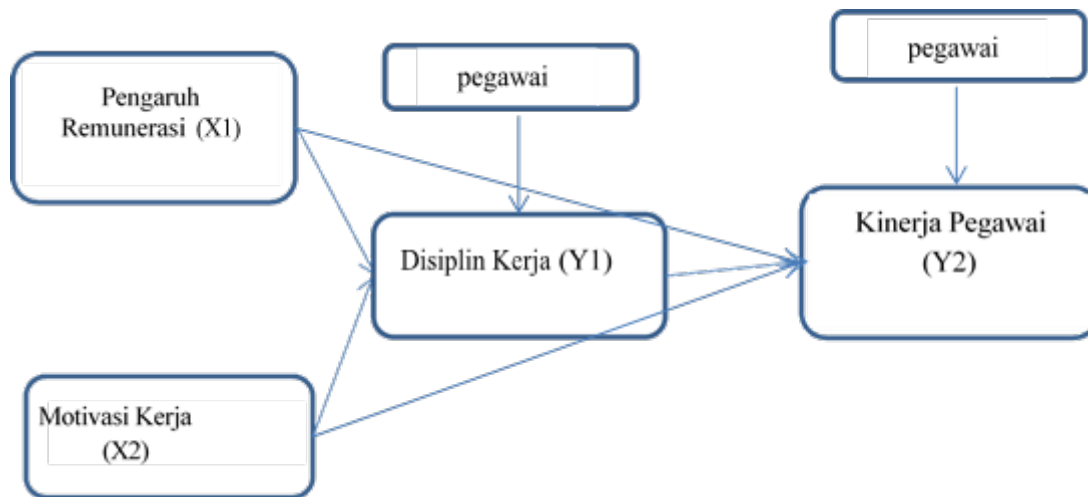 Pengaruh
Remunerasi (X1)
pegawai
pegawai
Disiplin Kerja (Y1)
Kinerja Pegawai
(Y2)
Motivasi Kerja
(X2)